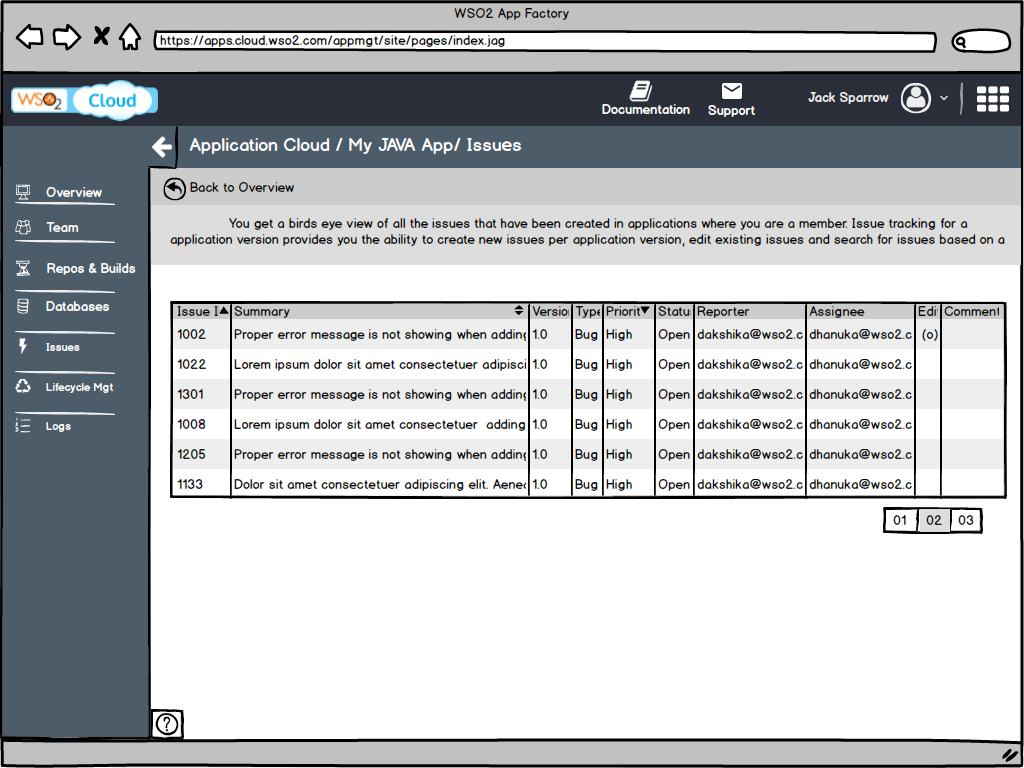 WSO2 App Factory
https://apps.cloud.wso2.com/appmgt/site/pages/index.jag
WSO2 Cloud
Documentation
Support
Jack Sparrow
Application Cloud / My JAVA App/ Issues
Overview
Team
Repos & Builds
Databases
Issues
Lifecycle Mgt
Logs
Back to Overview
You get a birds eye view of all the issues that have been created in applications where you are a member. Issue tracking for a
application version provides you the ability to create new issues per application version, edit existing issues and search for issues based on a
Issue I Summary Version Type Priorit Statu Reporter Assignee Edi Comment
1002 Proper error message is not showing when adding 1.0 Bug High Open dakshika@wso2.c dhanuka@wso2.c (o)
1022 Lorem ipsum dolor sit amet consectetuer adipisci 1.0 Bug High Open dakshika@wso2.c dhanuka@wso2.c
1301 Proper error message is not showing when adding 1.0 Bug High Open dakshika@wso2.c dhanuka@wso2.c
1008 Lorem ipsum dolor sit amet consectetuer adding 1.0 Bug High Open dakshika@wso2.c dhanuka@wso2.c
1205 Proper error message is not showing when adding 1.0 Bug High Open dakshika@wso2.c dhanuka@wso2.c
1133 Dolor sit amet consectetuer adipiscing elit. Aenec 1.0 Bug High Open dakshika@wso2.c dhanuka@wso2.c
01 02 03
?